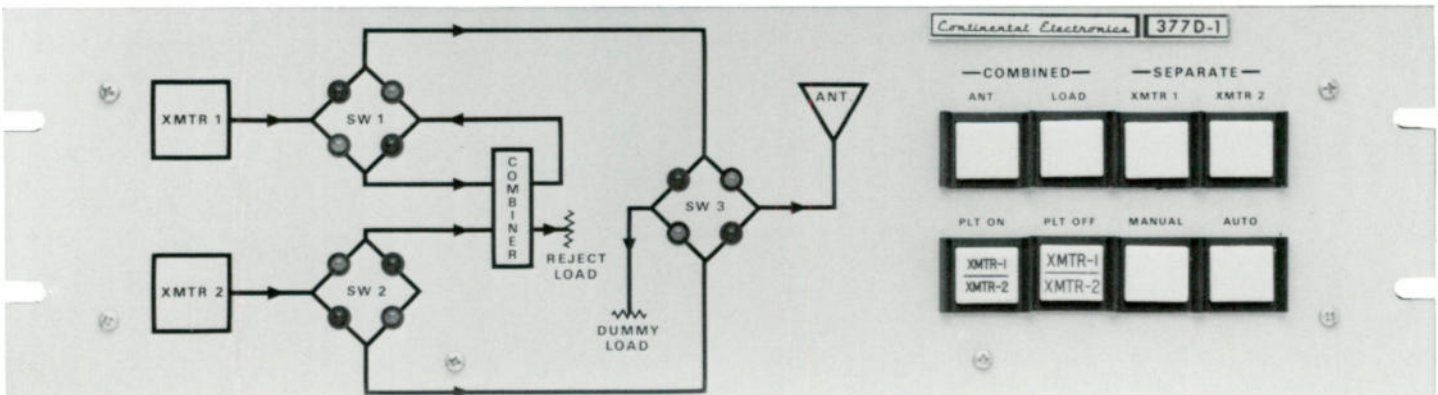 Continental Electronics 377D-1
COMBINED SEPARATE
ANT LOAD XMTR 1 XMTR 2
PLT ON PLT OFF MANUAL AUTO
XMTR-1 XMTR-1
XMTR-2 XMTR-2
XMTR 1
SW 1
ANT.
COMBINER
SW 3
XMTR 2
SW 2
REJECT
LOAD
DUMMY
LOAD